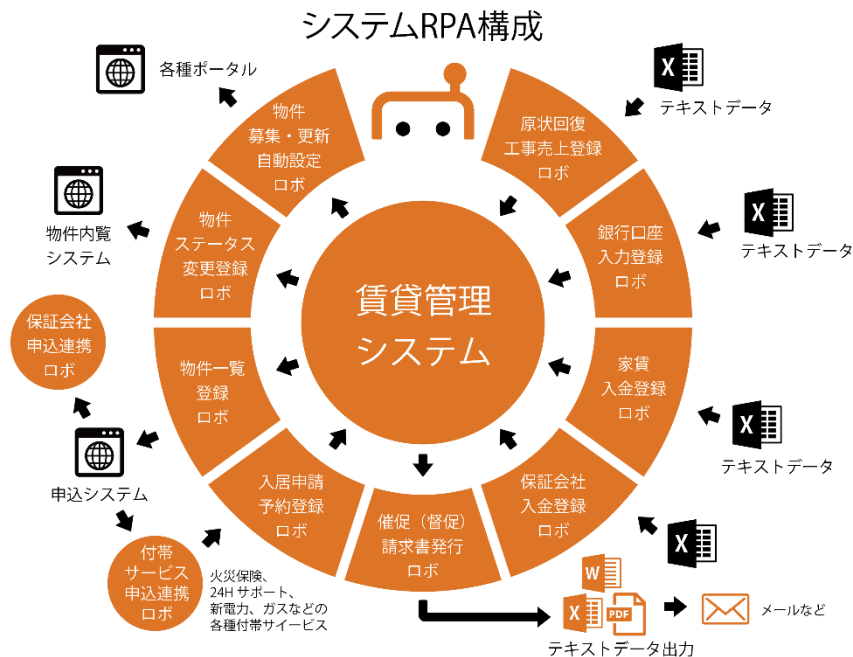 システムRPA構成
各種ポータル
物件
募集・更新
自動設定
ロボ
原状回復
工事売上登録
ロボ
X
テキストデータ
物件内覧
システム
物件
ステータス
変更登録
ロボ
銀行口座
入力登録
ロボ
X
テキストデータ
賃貸管理
システム
保証会社
申込連携
ロボ
物件一覧
登録
ロボ
家賃
入金登録
ロボ
X
テキストデータ
申込システム
入居申請
予約登録
ロボ
催促（督促）
請求書発行
ロボ
保証会社
入金登録
ロボ
X
付帯
サービス
申込連携
ロボ
火災保険、
24H サポート、
新電力、ガスなどの
各種付帯サイービス
W
X
PDF
メールなど
テキストデータ出力